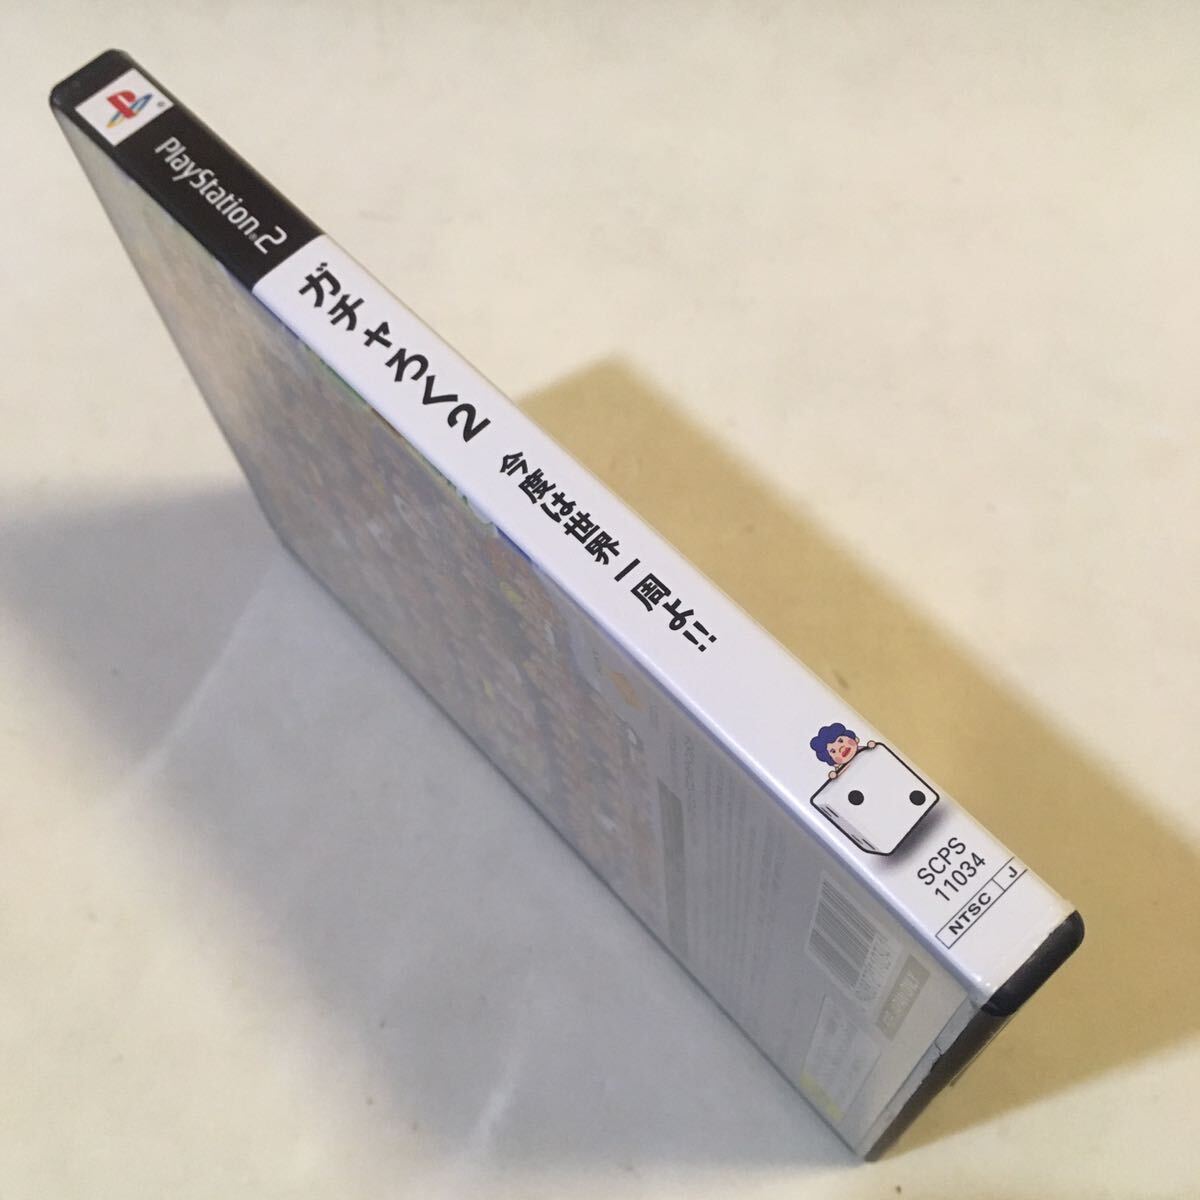 PlayStation®2
ガチャろく2
今度は世界一周よ!!
SCPS
11034
NTSC J